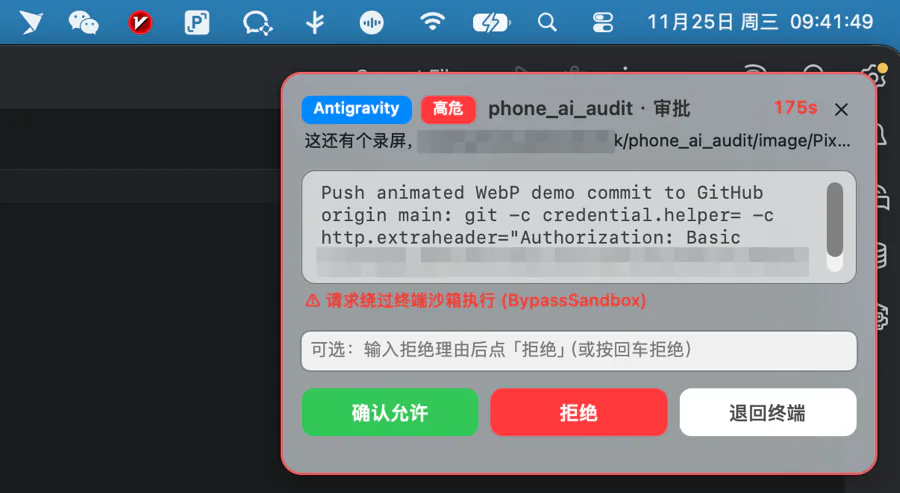 11月25日 周三 09:41:49
Antigravity 高危 phone_ai_audit · 审批 175s
这还有个录屏, k/phone_ai_audit/image/Pix...
Push animated WebP demo commit to GitHub
origin main: git -c credential.helper= -c
http.extraheader="Authorization: Basic
⚠ 请求绕过终端沙箱执行 (BypassSandbox)
可选：输入拒绝理由后点「拒绝」(或按回车拒绝)
确认允许 拒绝 退回终端